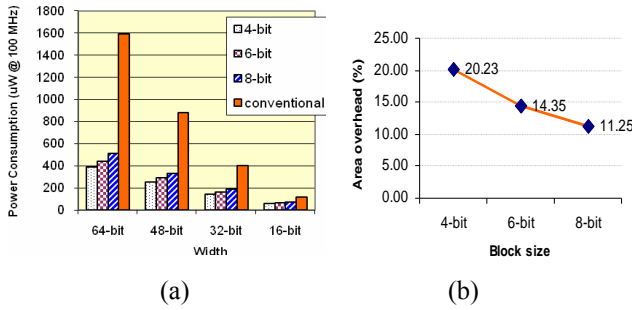 Power Consumption (uW @ 100 MHz)
1800
1600
1400
1200
1000
800
600
400
200
0
64-bit 48-bit 32-bit 16-bit
Width
4-bit
6-bit
8-bit
conventional
(a)
Area overhead (%)
25.00
20.00
15.00
10.00
5.00
0.00
20.23
14.35
11.25
4-bit 6-bit 8-bit
Block size
(b)